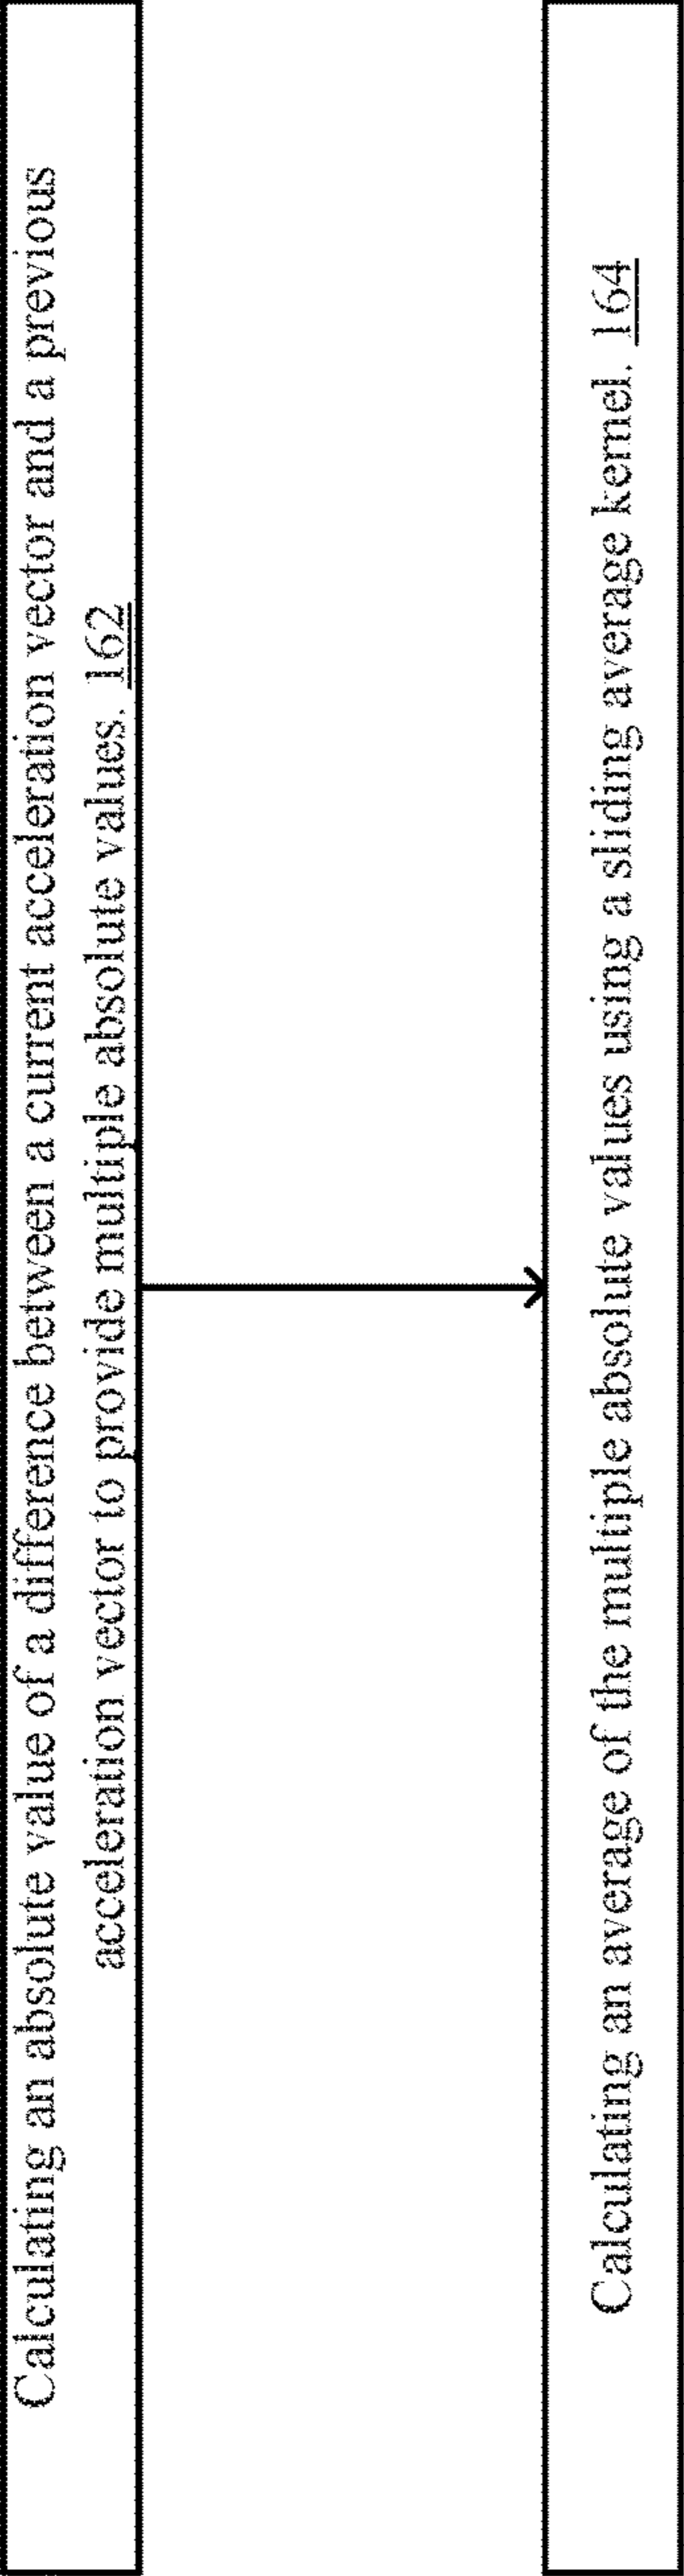 Calculating an absolute value of a difference between a current acceleration vector and a previous
acceleration vector to provide multiple absolute values. 162
Calculating an average of the multiple absolute values using a sliding average kernel. 164